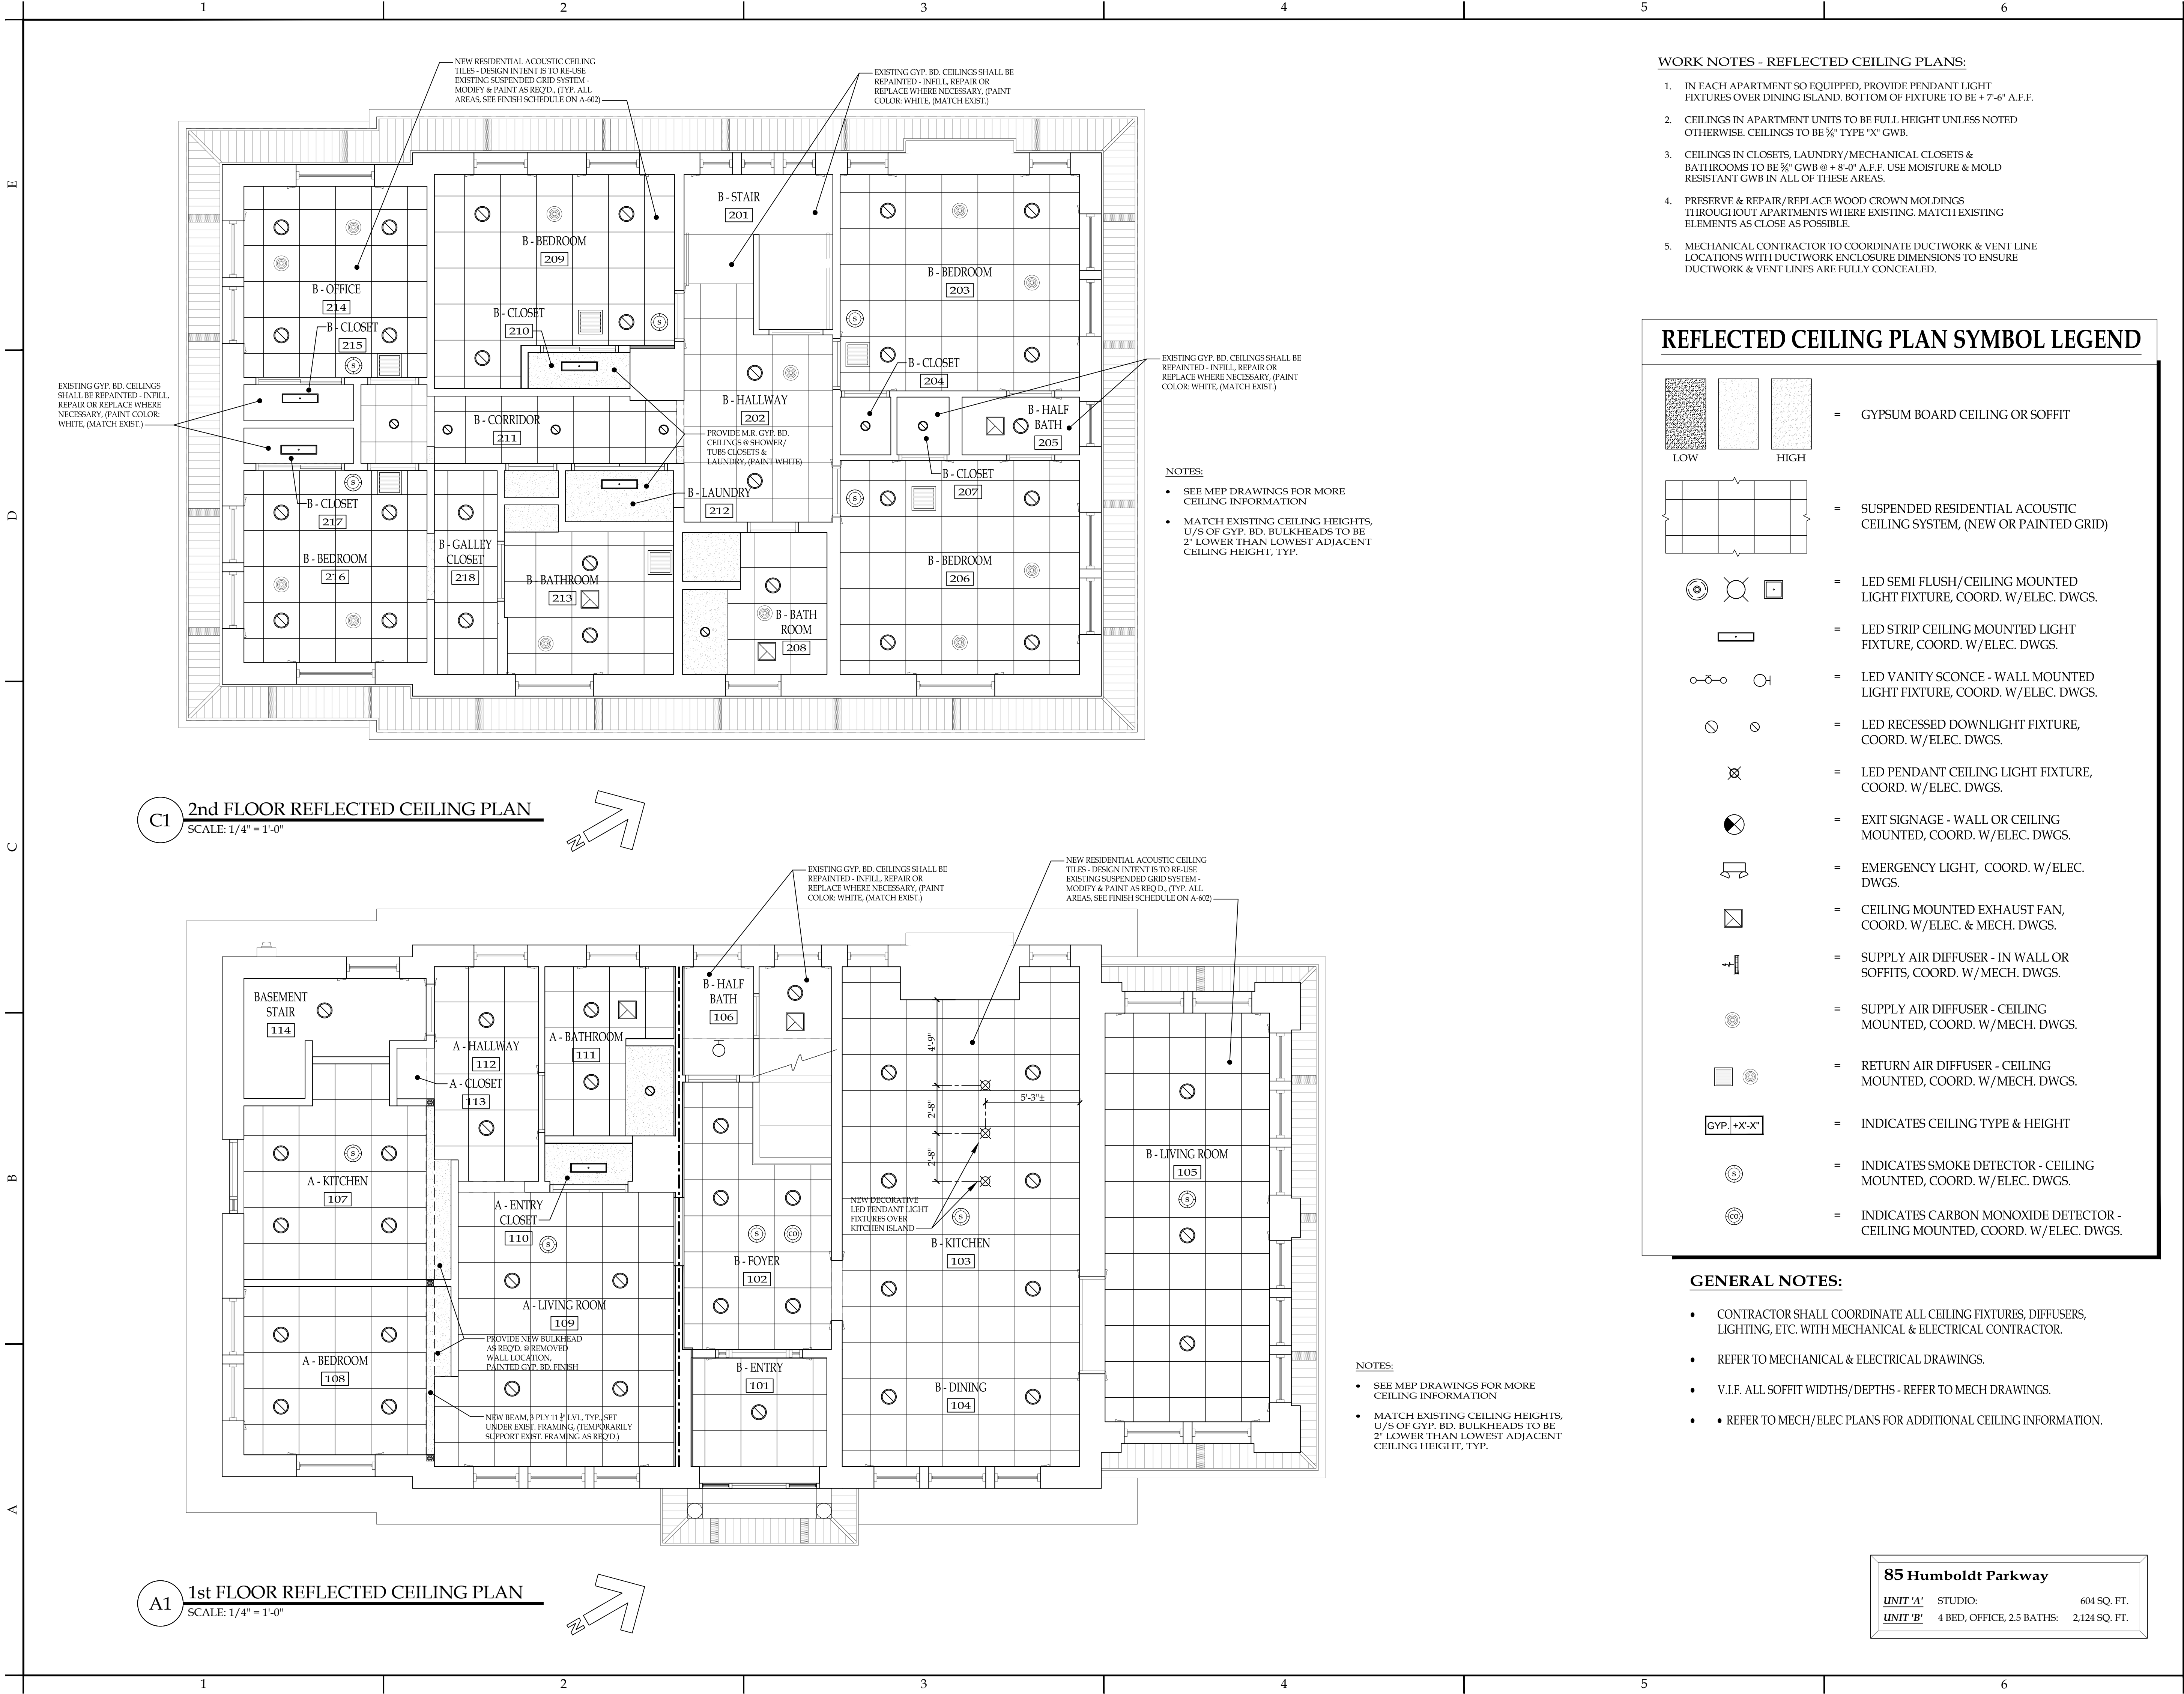 1 2 3 4 5 6
E
D
C
B
A
NEW RESIDENTIAL ACOUSTIC CEILING
TILES - DESIGN INTENT IS TO RE-USE
EXISTING SUSPENDED GRID SYSTEM -
MODIFY & PAINT AS REQ'D., (TYP. ALL
AREAS, SEE FINISH SCHEDULE ON A-602)
EXISTING GYP. BD. CEILINGS SHALL BE
REPAINTED - INFILL, REPAIR OR
REPLACE WHERE NECESSARY, (PAINT
COLOR: WHITE, (MATCH EXIST.)
B - STAIR
201
B - BEDROOM
209
B - BEDROOM
203
B - OFFICE
214
B - CLOSET
210
S
S
B - CLOSET
215
S
B - CLOSET
204
EXISTING GYP. BD. CEILINGS SHALL BE
REPAINTED - INFILL, REPAIR OR
REPLACE WHERE NECESSARY, (PAINT
COLOR: WHITE, (MATCH EXIST.)
EXISTING GYP. BD. CEILINGS
SHALL BE REPAINTED - INFILL,
REPAIR OR REPLACE WHERE
NECESSARY, (PAINT COLOR:
WHITE, (MATCH EXIST.)
B - HALLWAY
202
B - HALF
BATH
205
B - CORRIDOR
211
PROVIDE M.R. GYP. BD.
CEILINGS @ SHOWER/
TUBS CLOSETS &
LAUNDRY, (PAINT WHITE)
B - CLOSET
207
S
S
B - LAUNDRY
212
B - CLOSET
217
B - GALLEY
CLOSET
218
B - BEDROOM
216
B - BATHROOM
213
B - BEDROOM
206
B - BATH
ROOM
208
NOTES:
• SEE MEP DRAWINGS FOR MORE
CEILING INFORMATION
• MATCH EXISTING CEILING HEIGHTS,
U/S OF GYP. BD. BULKHEADS TO BE
2" LOWER THAN LOWEST ADJACENT
CEILING HEIGHT, TYP.
C1
2nd FLOOR REFLECTED CEILING PLAN
SCALE: 1/4" = 1'-0"
N
EXISTING GYP. BD. CEILINGS SHALL BE
REPAINTED - INFILL, REPAIR OR
REPLACE WHERE NECESSARY, (PAINT
COLOR: WHITE, (MATCH EXIST.)
NEW RESIDENTIAL ACOUSTIC CEILING
TILES - DESIGN INTENT IS TO RE-USE
EXISTING SUSPENDED GRID SYSTEM -
MODIFY & PAINT AS REQ'D., (TYP. ALL
AREAS, SEE FINISH SCHEDULE ON A-602)
BASEMENT
STAIR
114
B - HALF
BATH
106
A - HALLWAY
112
A - BATHROOM
111
A - CLOSET
113
4'-9"
2'-8"
2'-8"
5'-3"±
S
A - KITCHEN
107
A - ENTRY
CLOSET
110
S
S
CO
NEW DECORATIVE
LED PENDANT LIGHT
FIXTURES OVER
KITCHEN ISLAND
S
B - KITCHEN
103
B - LIVING ROOM
105
S
B - FOYER
102
A - LIVING ROOM
109
PROVIDE NEW BULKHEAD
AS REQ'D. @ REMOVED
WALL LOCATION,
PAINTED GYP. BD. FINISH
A - BEDROOM
108
B - ENTRY
101
B - DINING
104
NEW BEAM, 3 PLY 11 ¼" LVL, TYP., SET
UNDER EXIST. FRAMING, (TEMPORARILY
SUPPORT EXIST. FRAMING AS REQ'D.)
NOTES:
• SEE MEP DRAWINGS FOR MORE
CEILING INFORMATION
• MATCH EXISTING CEILING HEIGHTS,
U/S OF GYP. BD. BULKHEADS TO BE
2" LOWER THAN LOWEST ADJACENT
CEILING HEIGHT, TYP.
A1
1st FLOOR REFLECTED CEILING PLAN
SCALE: 1/4" = 1'-0"
N
WORK NOTES - REFLECTED CEILING PLANS:
1. IN EACH APARTMENT SO EQUIPPED, PROVIDE PENDANT LIGHT
FIXTURES OVER DINING ISLAND. BOTTOM OF FIXTURE TO BE + 7'-6" A.F.F.
2. CEILINGS IN APARTMENT UNITS TO BE FULL HEIGHT UNLESS NOTED
OTHERWISE. CEILINGS TO BE ⅝" TYPE "X" GWB.
3. CEILINGS IN CLOSETS, LAUNDRY/MECHANICAL CLOSETS &
BATHROOMS TO BE ⅝" GWB @ + 8'-0" A.F.F. USE MOISTURE & MOLD
RESISTANT GWB IN ALL OF THESE AREAS.
4. PRESERVE & REPAIR/REPLACE WOOD CROWN MOLDINGS
THROUGHOUT APARTMENTS WHERE EXISTING. MATCH EXISTING
ELEMENTS AS CLOSE AS POSSIBLE.
5. MECHANICAL CONTRACTOR TO COORDINATE DUCTWORK & VENT LINE
LOCATIONS WITH DUCTWORK ENCLOSURE DIMENSIONS TO ENSURE
DUCTWORK & VENT LINES ARE FULLY CONCEALED.
REFLECTED CEILING PLAN SYMBOL LEGEND
= GYPSUM BOARD CEILING OR SOFFIT
LOW HIGH
= SUSPENDED RESIDENTIAL ACOUSTIC
CEILING SYSTEM, (NEW OR PAINTED GRID)
= LED SEMI FLUSH/CEILING MOUNTED
LIGHT FIXTURE, COORD. W/ELEC. DWGS.
= LED STRIP CEILING MOUNTED LIGHT
FIXTURE, COORD. W/ELEC. DWGS.
= LED VANITY SCONCE - WALL MOUNTED
LIGHT FIXTURE, COORD. W/ELEC. DWGS.
= LED RECESSED DOWNLIGHT FIXTURE,
COORD. W/ELEC. DWGS.
= LED PENDANT CEILING LIGHT FIXTURE,
COORD. W/ELEC. DWGS.
= EXIT SIGNAGE - WALL OR CEILING
MOUNTED, COORD. W/ELEC. DWGS.
= EMERGENCY LIGHT, COORD. W/ELEC.
DWGS.
= CEILING MOUNTED EXHAUST FAN,
COORD. W/ELEC. & MECH. DWGS.
= SUPPLY AIR DIFFUSER - IN WALL OR
SOFFITS, COORD. W/MECH. DWGS.
= SUPPLY AIR DIFFUSER - CEILING
MOUNTED, COORD. W/MECH. DWGS.
= RETURN AIR DIFFUSER - CEILING
MOUNTED, COORD. W/MECH. DWGS.
GYP. +X'-X" = INDICATES CEILING TYPE & HEIGHT
S = INDICATES SMOKE DETECTOR - CEILING
MOUNTED, COORD. W/ELEC. DWGS.
CO = INDICATES CARBON MONOXIDE DETECTOR -
CEILING MOUNTED, COORD. W/ELEC. DWGS.
GENERAL NOTES:
• CONTRACTOR SHALL COORDINATE ALL CEILING FIXTURES, DIFFUSERS,
LIGHTING, ETC. WITH MECHANICAL & ELECTRICAL CONTRACTOR.
• REFER TO MECHANICAL & ELECTRICAL DRAWINGS.
• V.I.F. ALL SOFFIT WIDTHS/DEPTHS - REFER TO MECH DRAWINGS.
• • REFER TO MECH/ELEC PLANS FOR ADDITIONAL CEILING INFORMATION.
85 Humboldt Parkway
UNIT 'A' STUDIO: 604 SQ. FT.
UNIT 'B' 4 BED, OFFICE, 2.5 BATHS: 2,124 SQ. FT.
1 2 3 4 5 6